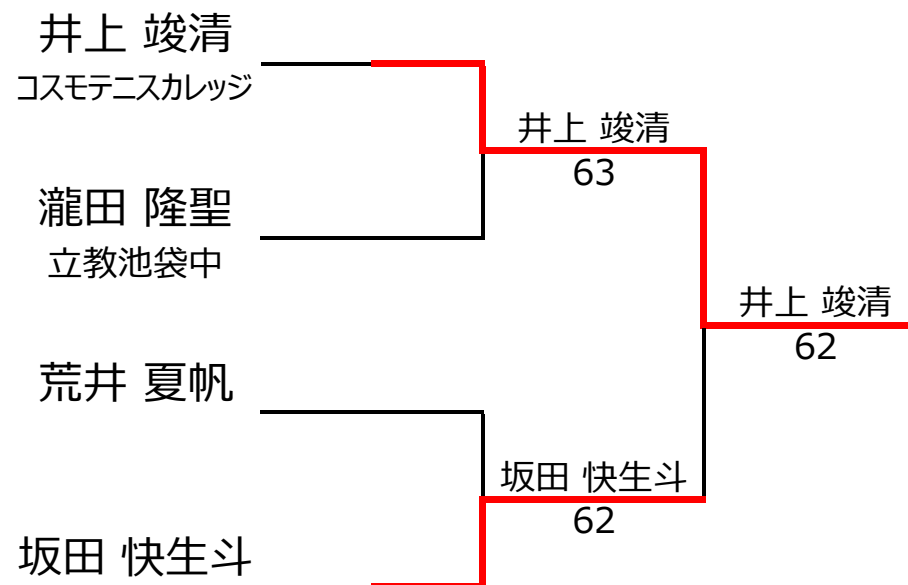 井上 竣清
コスモテニスカレッジ
井上 竣清
63
瀧田 隆聖
立教池袋中
井上 竣清
62
荒井 夏帆
坂田 快生斗
62
坂田 快生斗